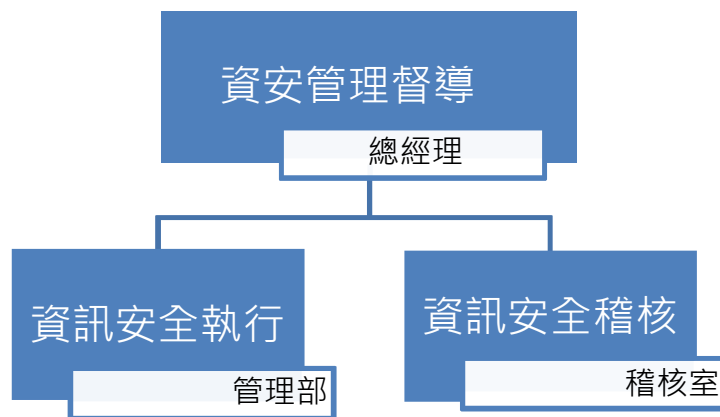 資安管理督導
總經理
資訊安全執行
管理部
資訊安全稽核
稽核室